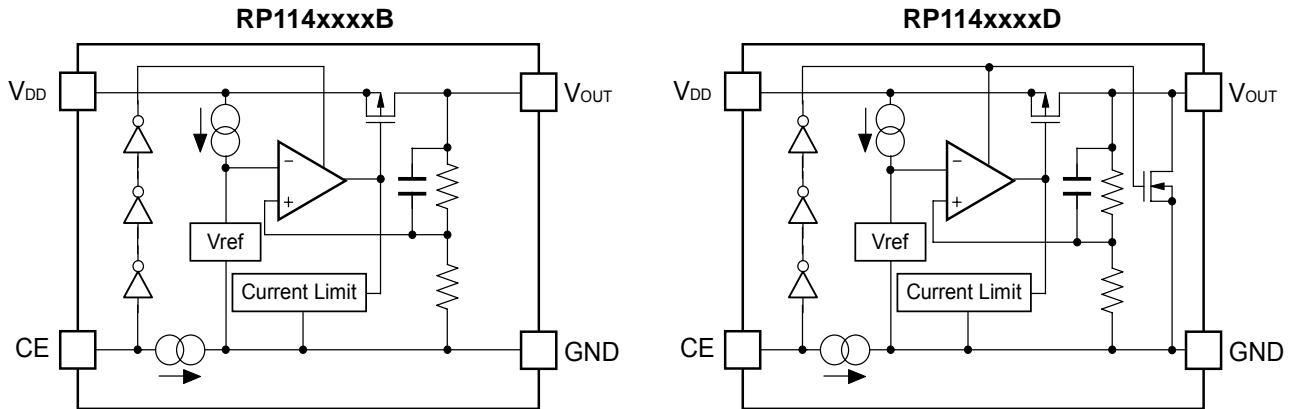 RP114xxxxB
VDD
VOUT
−
+
Vref
Current Limit
CE
GND
RP114xxxxD
VDD
VOUT
−
+
Vref
Current Limit
CE
GND